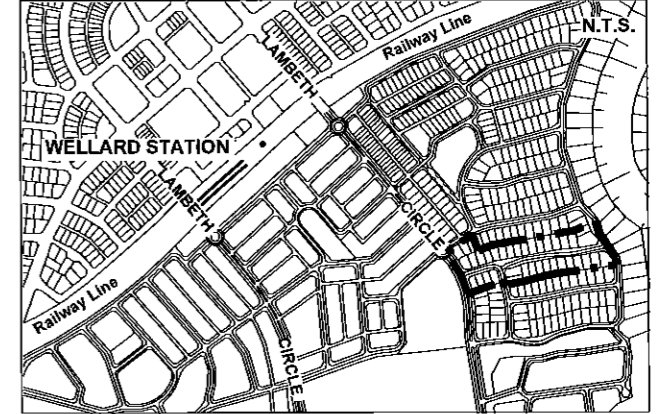 N.T.S.
Railway Line
LAMBETH
WELLARD STATION
LAMBETH
CIRCLE
Railway Line
CIRCLE